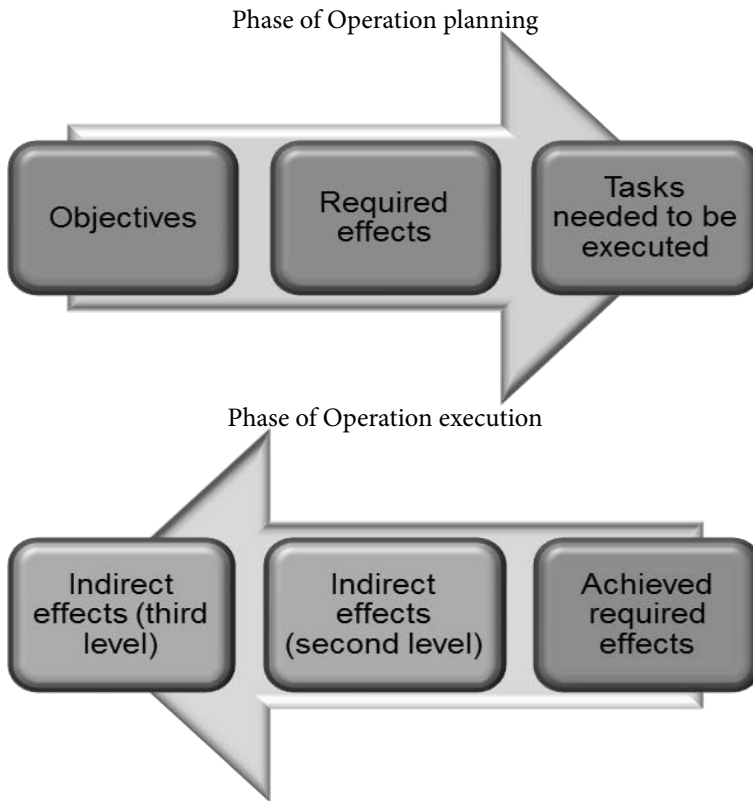 Phase of Operation planning
Objectives
Required
effects
Tasks
needed to be
executed
Phase of Operation execution
Indirect
effects (third
level)
Indirect
effects
(second level)
Achieved
required
effects